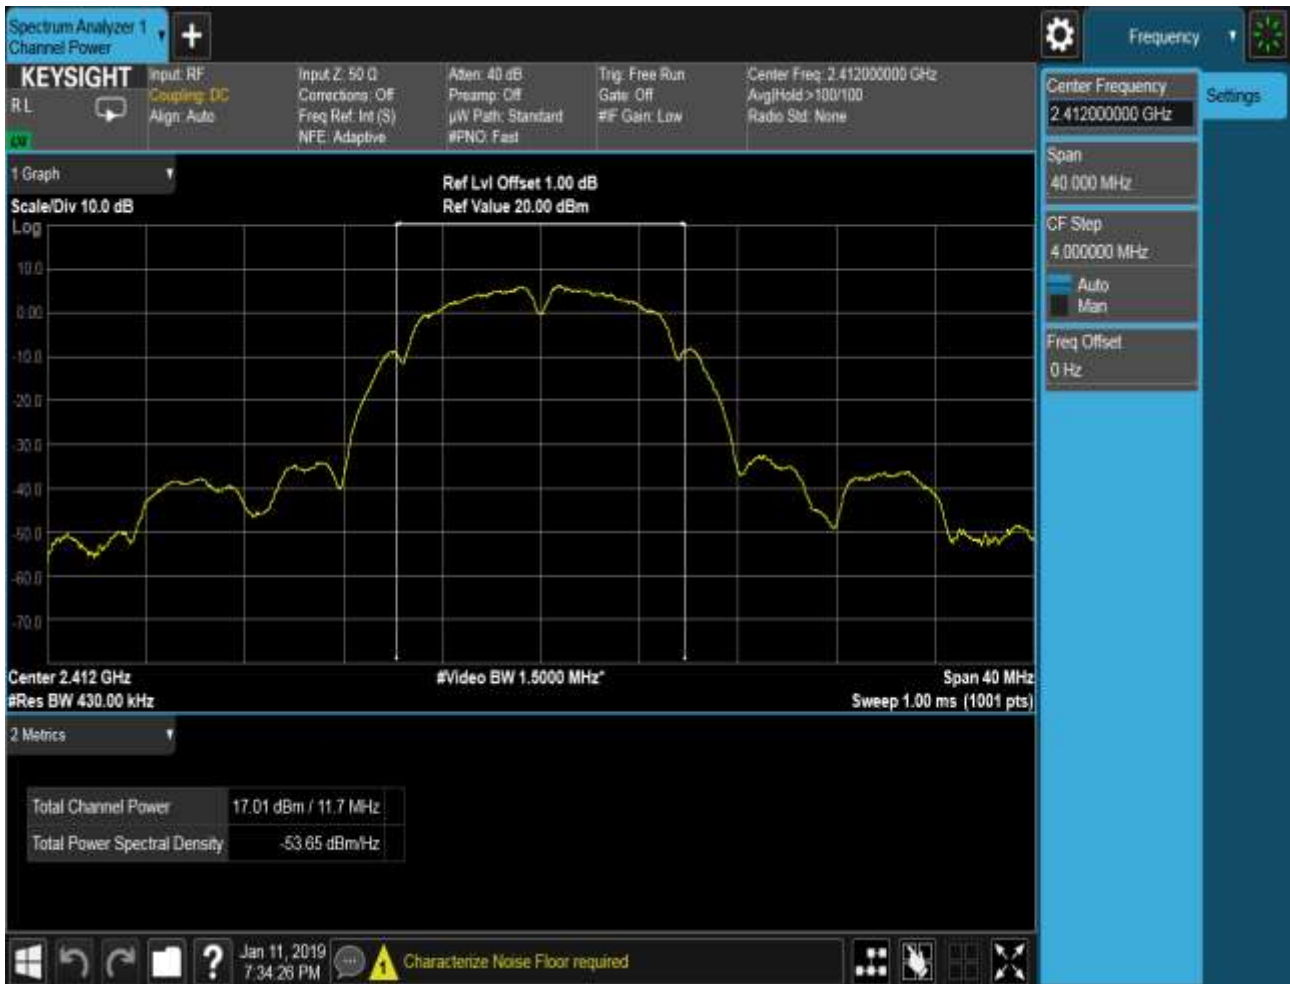 Spectrum Analyzer 1
Channel Power
Frequency
KEYSIGHT
R L
Input: RF
Coupling: DC
Align: Auto
Input Z: 50 Ω
Corrections: Off
Freq Ref: Int (S)
NFE: Adaptive
Atten: 40 dB
Preamp: Off
µW Path: Standard
#PNO: Fast
Trig: Free Run
Gate: Off
#IF Gain: Low
Center Freq: 2.412000000 GHz
Avg|Hold:>100/100
Radio Std: None
Center Frequency
2.412000000 GHz
Settings
Span
40.000 MHz
CF Step
4.000000 MHz
Auto
Man
Freq Offset
0 Hz
1 Graph
Scale/Div 10.0 dB
Ref Lvl Offset 1.00 dB
Ref Value 20.00 dBm
Log
10.0
0.00
-10.0
-20.0
-30.0
-40.0
-50.0
-60.0
-70.0
Center 2.412 GHz
#Video BW 1.5000 MHz*
Span 40 MHz
#Res BW 430.00 kHz
Sweep 1.00 ms (1001 pts)
2 Metrics
Total Channel Power
17.01 dBm / 11.7 MHz
Total Power Spectral Density
-53.65 dBm/Hz
Jan 11, 2019
7:34:26 PM
1
Characterize Noise Floor required